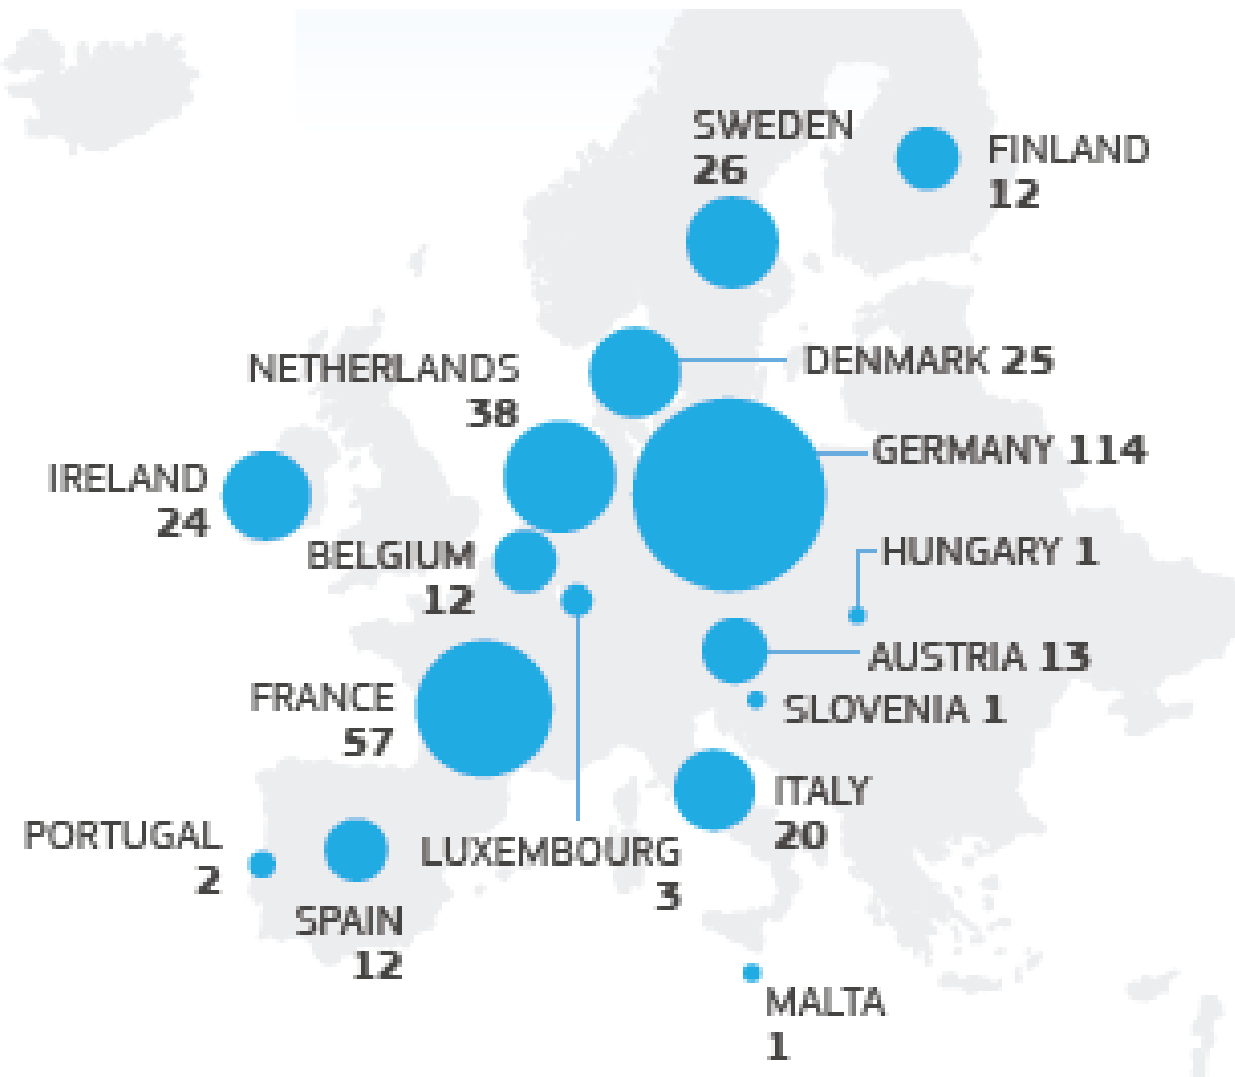 SWEDEN
26
FINLAND
12
NETHERLANDS
38
DENMARK 25
GERMANY 114
IRELAND
24
BELGIUM
12
HUNGARY 1
AUSTRIA 13
SLOVENIA 1
FRANCE
57
ITALY
20
PORTUGAL
2
LUXEMBOURG
3
SPAIN
12
MALTA
1